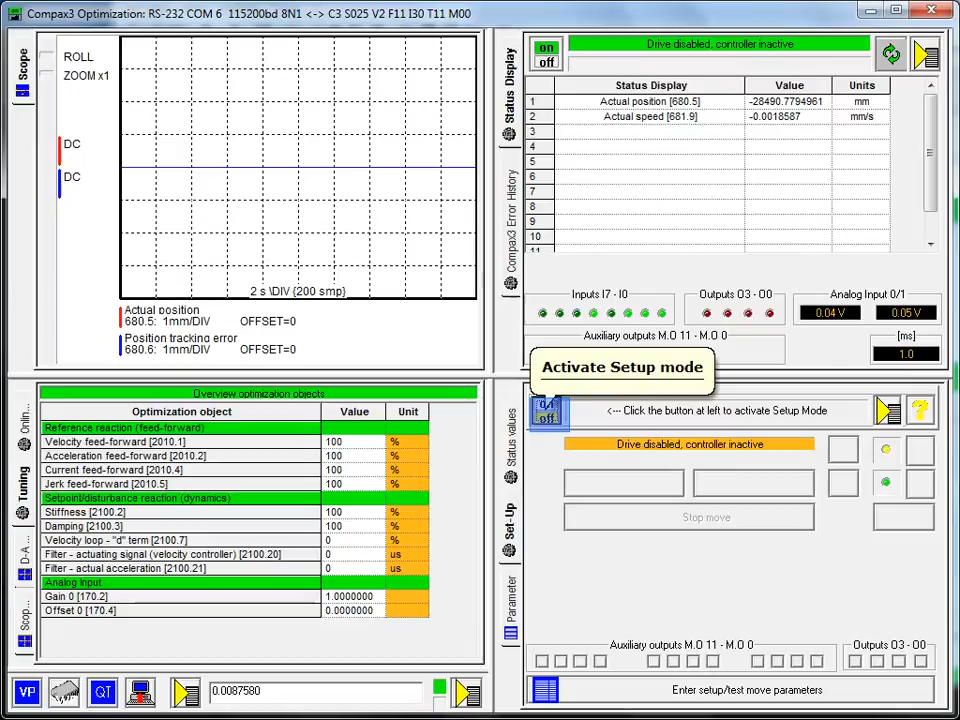 Compax3 Optimization: RS-232 COM 6 115200bd 8N1 <-> C3 S025 V2 F11 I30 T11 M00
Scope
ROLL
ZOOM x1
DC
DC
2 s \DIV {200 smp}
Actual position
680.5: 1mm/DIV OFFSET=0
Position tracking error
680.6: 1mm/DIV OFFSET=0
Status Display
Compax3 Error History
on
off
Drive disabled, controller inactive
Status Display Value Units
1 Actual position [680.5] -28490.7794961 mm
2 Actual speed [681.9] -0.0018587 mm/s
3
4
5
6
7
8
9
10
11
Inputs I7 - I0
Outputs O3 - O0
Analog Input 0/1
0.04 V
0.05 V
Auxiliary outputs M.O 11 - M.O 0
[ms]
1.0
Onlin...
Tuning
D-A ...
Scop...
Overview optimization objects
Optimization object Value Unit
Reference reaction (feed-forward)
Velocity feed-forward [2010.1] 100 %
Acceleration feed-forward [2010.2] 100 %
Current feed-forward [2010.4] 100 %
Jerk feed-forward [2010.5] 100 %
Setpoint/disturbance reaction (dynamics)
Stiffness [2100.2] 100 %
Damping [2100.3] 100 %
Velocity loop - "d" term [2100.7] 0 %
Filter - actuating signal (velocity controller) [2100.20] 0 us
Filter - actual acceleration [2100.21] 0 us
Analog Input
Gain 0 [170.2] 1.0000000
Offset 0 [170.4] 0.0000000
VP
QT
0.0087580
Status values
Set-Up
Parameter
Activate Setup mode
off
<--- Click the button at left to activate Setup Mode
?
Drive disabled, controller inactive
Stop move
Auxiliary outputs M.O 11 - M.O 0
Outputs O3 - O0
Enter setup/test move parameters